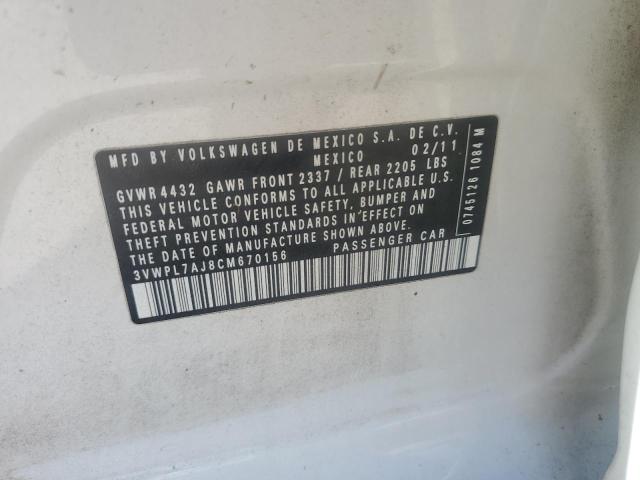 MFD BY VOLKSWAGEN DE MEXICO S.A. DE C.V.
MEXICO 02/11
GVWR 4432 GAWR FRONT 2337 / REAR 2205 LBS
THIS VEHICLE CONFORMS TO ALL APPLICABLE U.S.
FEDERAL MOTOR VEHICLE SAFETY, BUMPER AND
THEFT PREVENTION STANDARDS IN EFFECT ON
THE DATE OF MANUFACTURE SHOWN ABOVE.
3VWPL7AJ8CM670156 PASSENGER CAR
0745126 1084 M